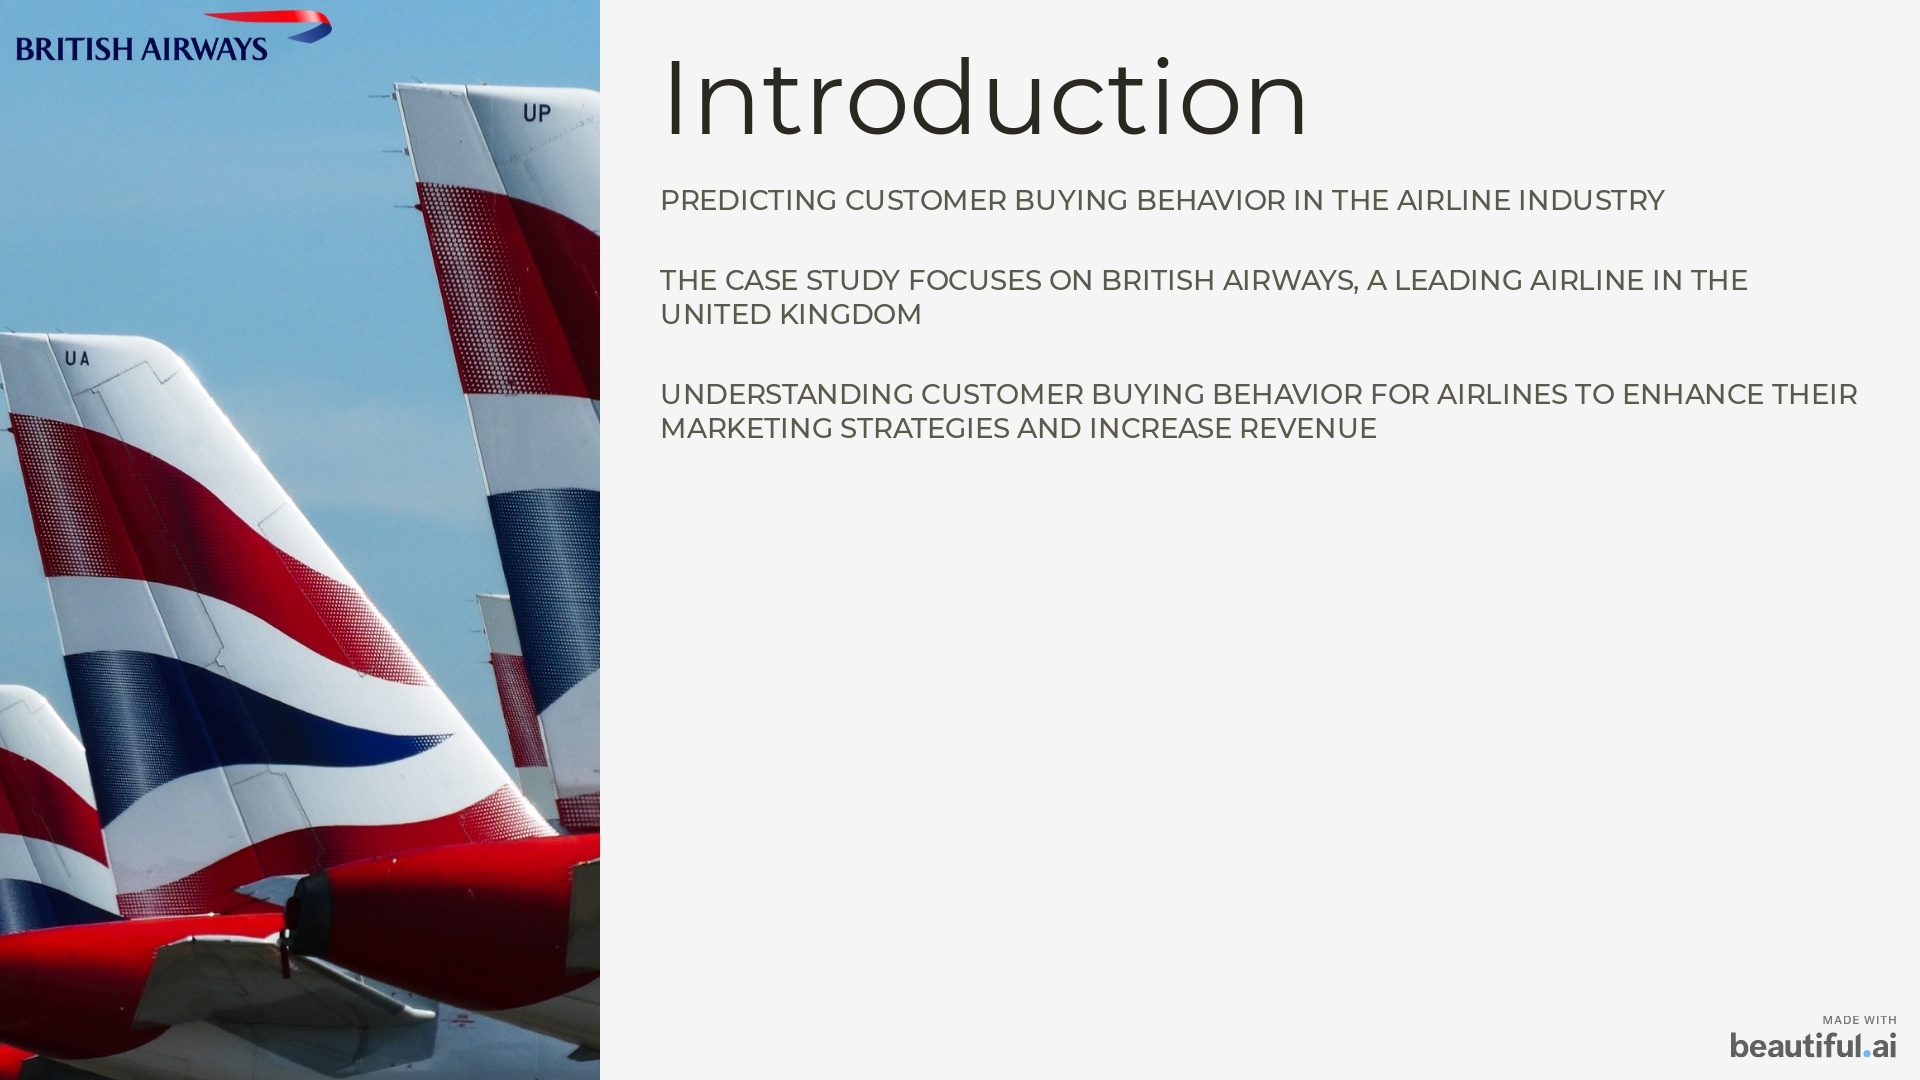 BRITISH AIRWAYS
UP
UA
Introduction
PREDICTING CUSTOMER BUYING BEHAVIOR IN THE AIRLINE INDUSTRY
THE CASE STUDY FOCUSES ON BRITISH AIRWAYS, A LEADING AIRLINE IN THE
UNITED KINGDOM
UNDERSTANDING CUSTOMER BUYING BEHAVIOR FOR AIRLINES TO ENHANCE THEIR
MARKETING STRATEGIES AND INCREASE REVENUE
MADE WITH
beautiful.ai